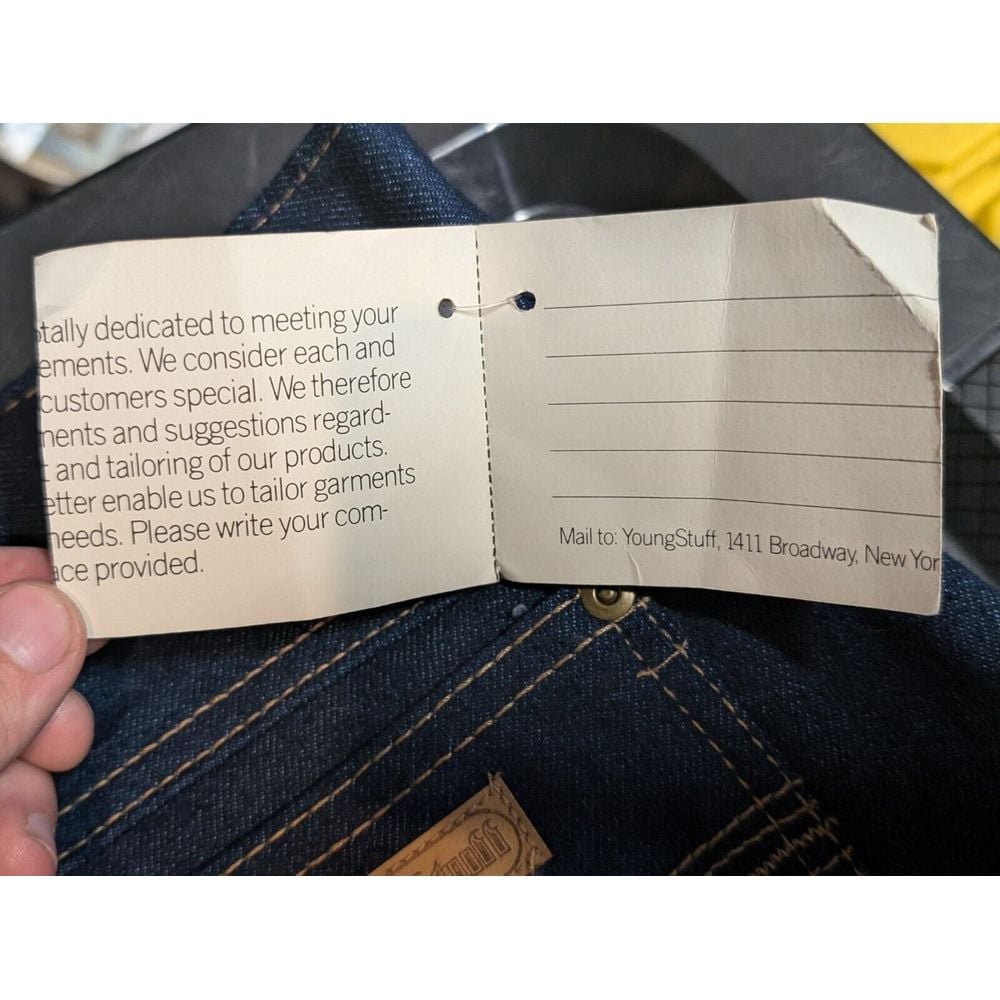 otally dedicated to meeting your
ements. We consider each and
customers special. We therefore
ments and suggestions regard-
t and tailoring of our products.
etter enable us to tailor garments
needs. Please write your com-
ace provided.
Mail to: YoungStuff, 1411 Broadway, New Yor